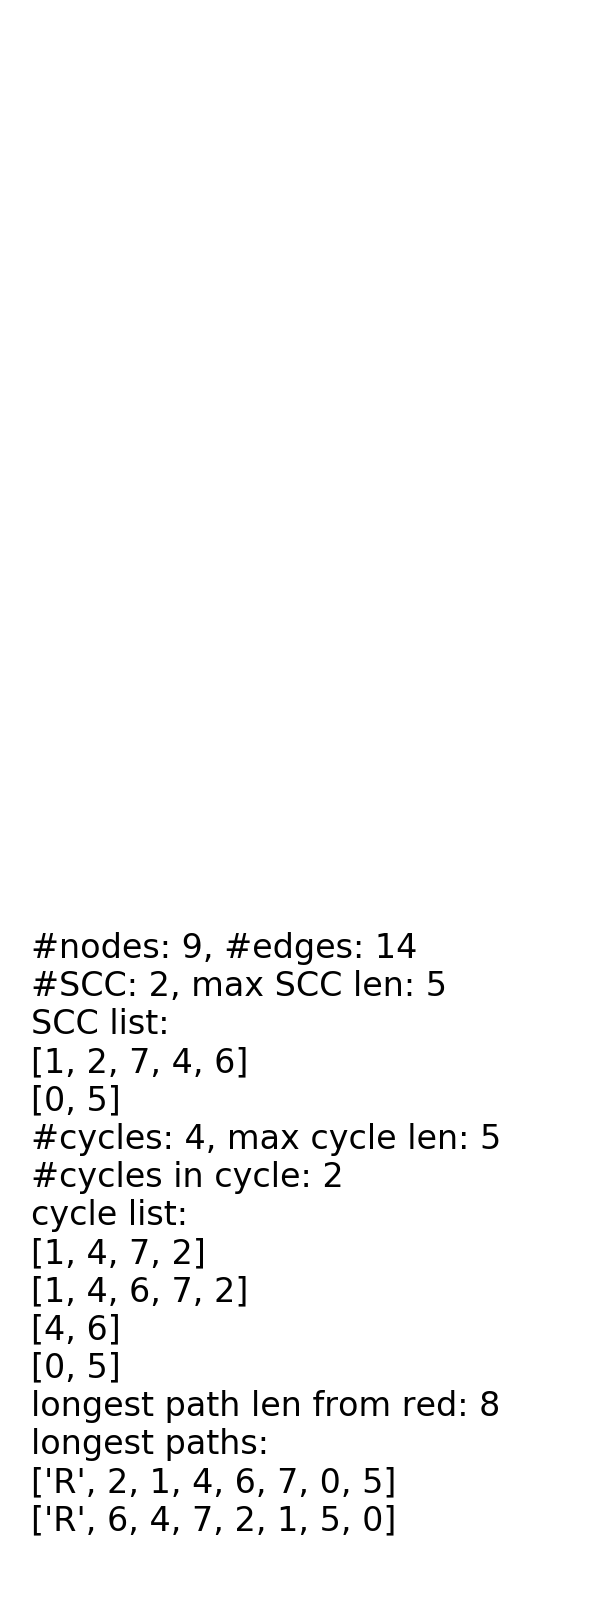 #nodes: 9, #edges: 14
#SCC: 2, max SCC len: 5
SCC list:
[1, 2, 7, 4, 6]
[0, 5]
#cycles: 4, max cycle len: 5
#cycles in cycle: 2
cycle list:
[1, 4, 7, 2]
[1, 4, 6, 7, 2]
[4, 6]
[0, 5]
longest path len from red: 8
longest paths:
['R', 2, 1, 4, 6, 7, 0, 5]
['R', 6, 4, 7, 2, 1, 5, 0]